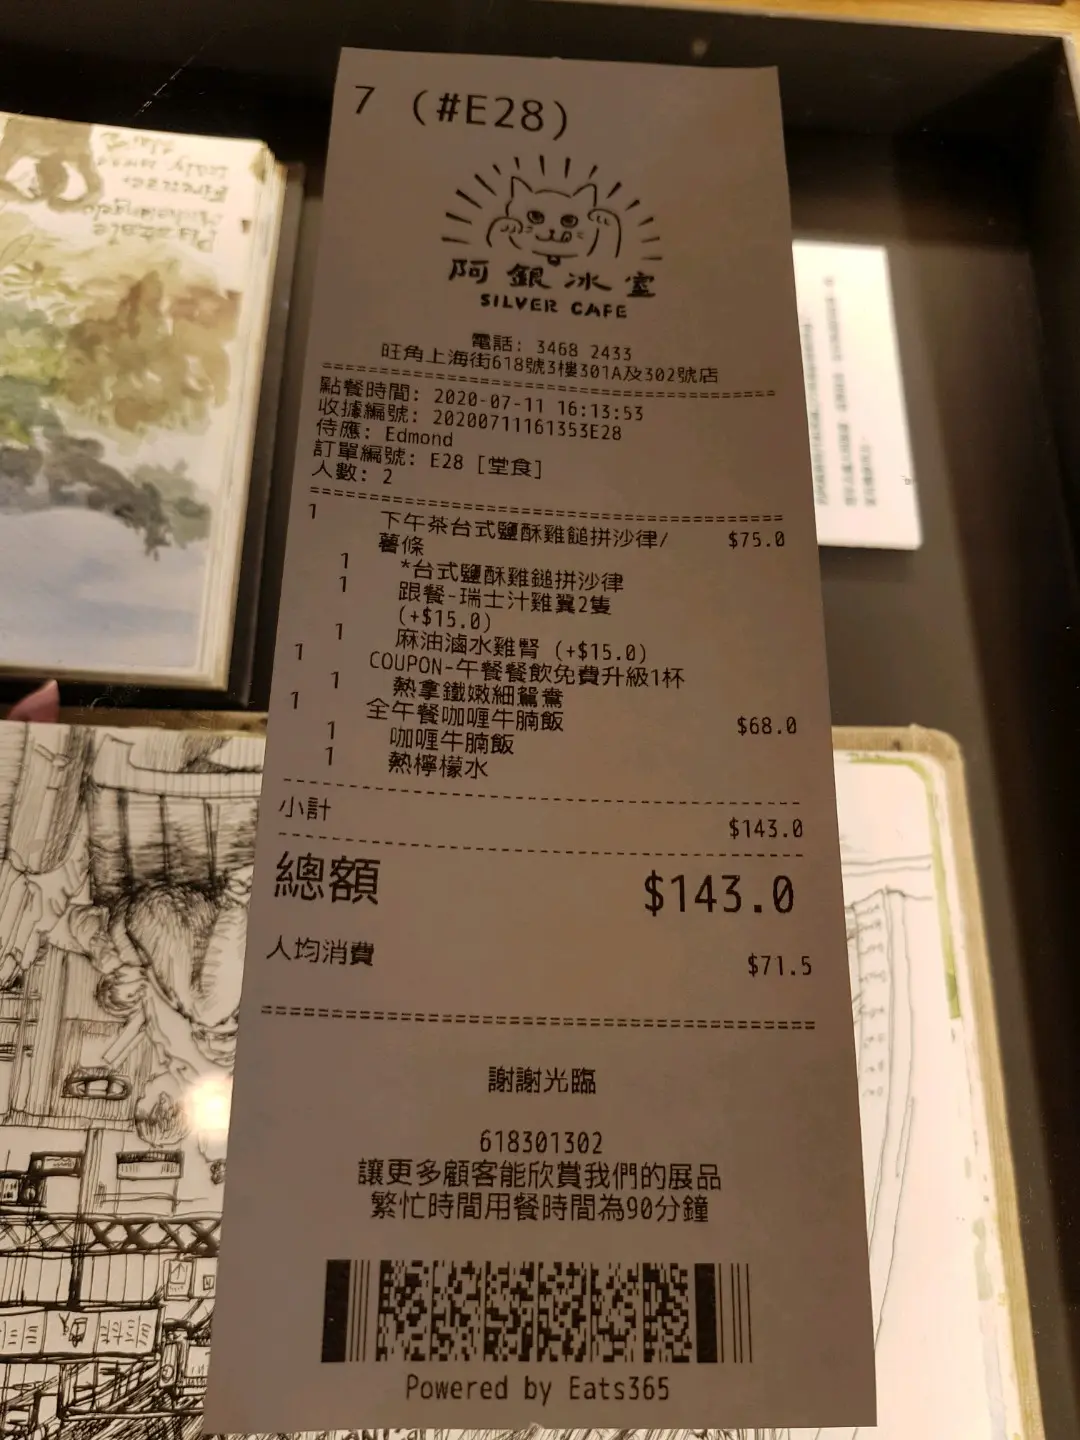 7 (#E28)
阿銀冰室
SILVER CAFE
電話: 3468 2433
旺角上海街618號3樓301A及302號店
點餐時間: 2020-07-11 16:13:53
收據編號: 20200711161353E28
侍應: Edmond
訂單編號: E28 [堂食]
人數: 2
1 下午茶台式鹽酥雞鎚拼沙律/ $75.0
薯條
1 *台式鹽酥雞鎚拼沙律
1 跟餐-瑞士汁雞翼2隻
(+$15.0)
1 麻油滷水雞腎 (+$15.0)
1 COUPON-午餐餐飲免費升級1杯
1 熱拿鐵嫩細鴛鴦
1 全午餐咖喱牛腩飯 $68.0
1 咖喱牛腩飯
1 熱檸檬水
小計 $143.0
總額 $143.0
人均消費 $71.5
謝謝光臨
618301302
讓更多顧客能欣賞我們的展品
繁忙時間用餐時間為90分鐘
Powered by Eats365